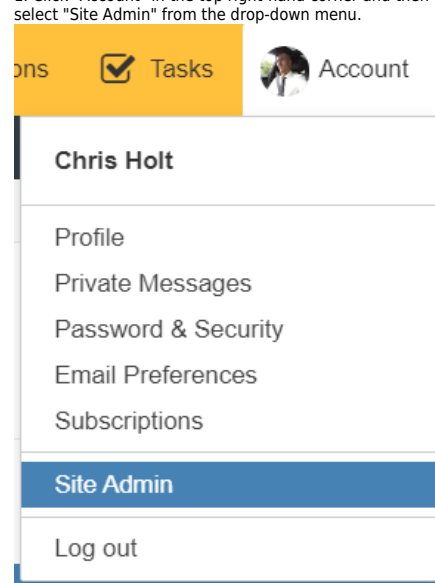 select "Site Admin" from the drop-down menu.
ons Tasks Account
Chris Holt
Profile
Private Messages
Password & Security
Email Preferences
Subscriptions
Site Admin
Log out